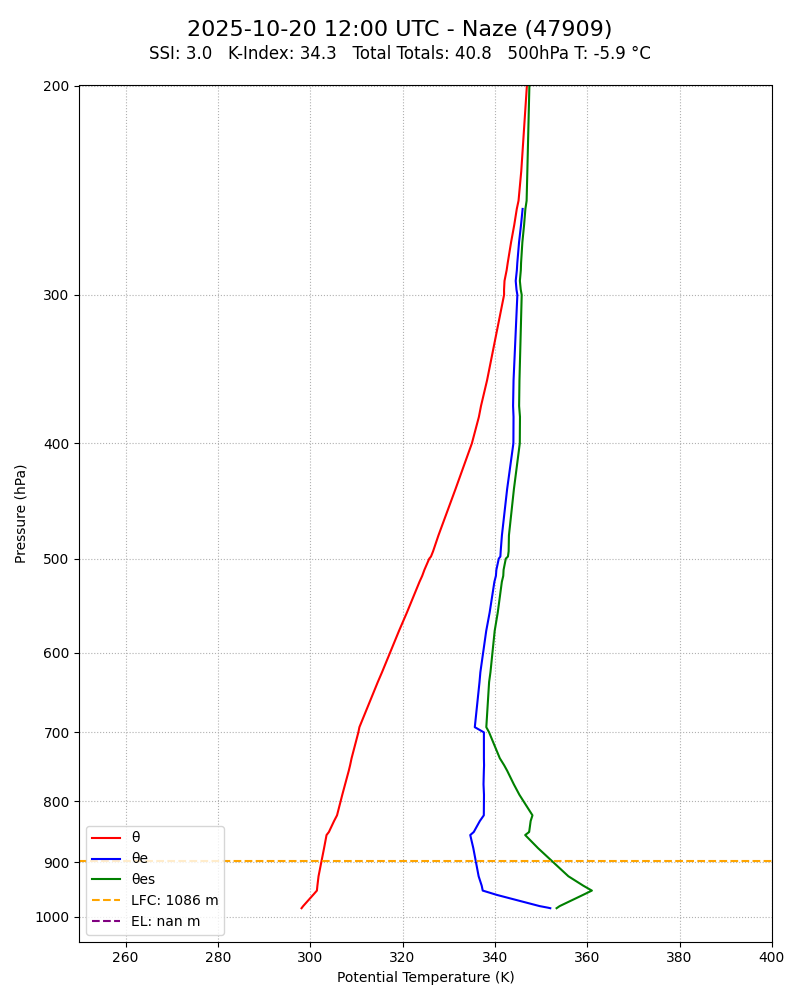 2025-10-20 12:00 UTC - Naze (47909)
SSI: 3.0   K-Index: 34.3   Total Totals: 40.8   500hPa T: -5.9 °C
200
300
400
500
600
700
800
900
1000
Pressure (hPa)
θ
θe
θes
LFC: 1086 m
EL: nan m
260 280 300 320 340 360 380 400
Potential Temperature (K)